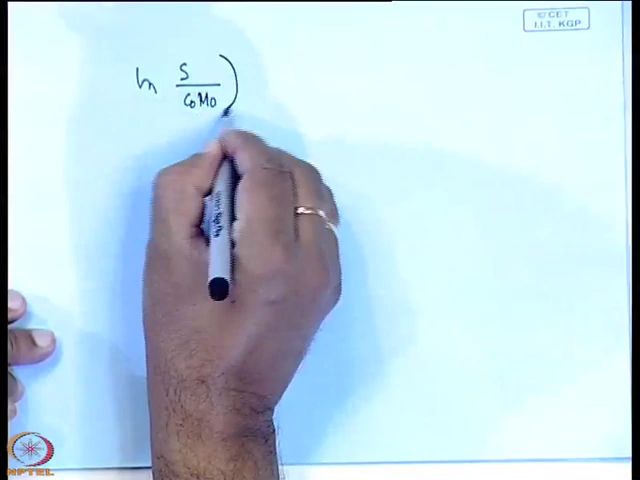 © CET
I.I.T. KGP
ln S
C₀M₀ )
NPTEL